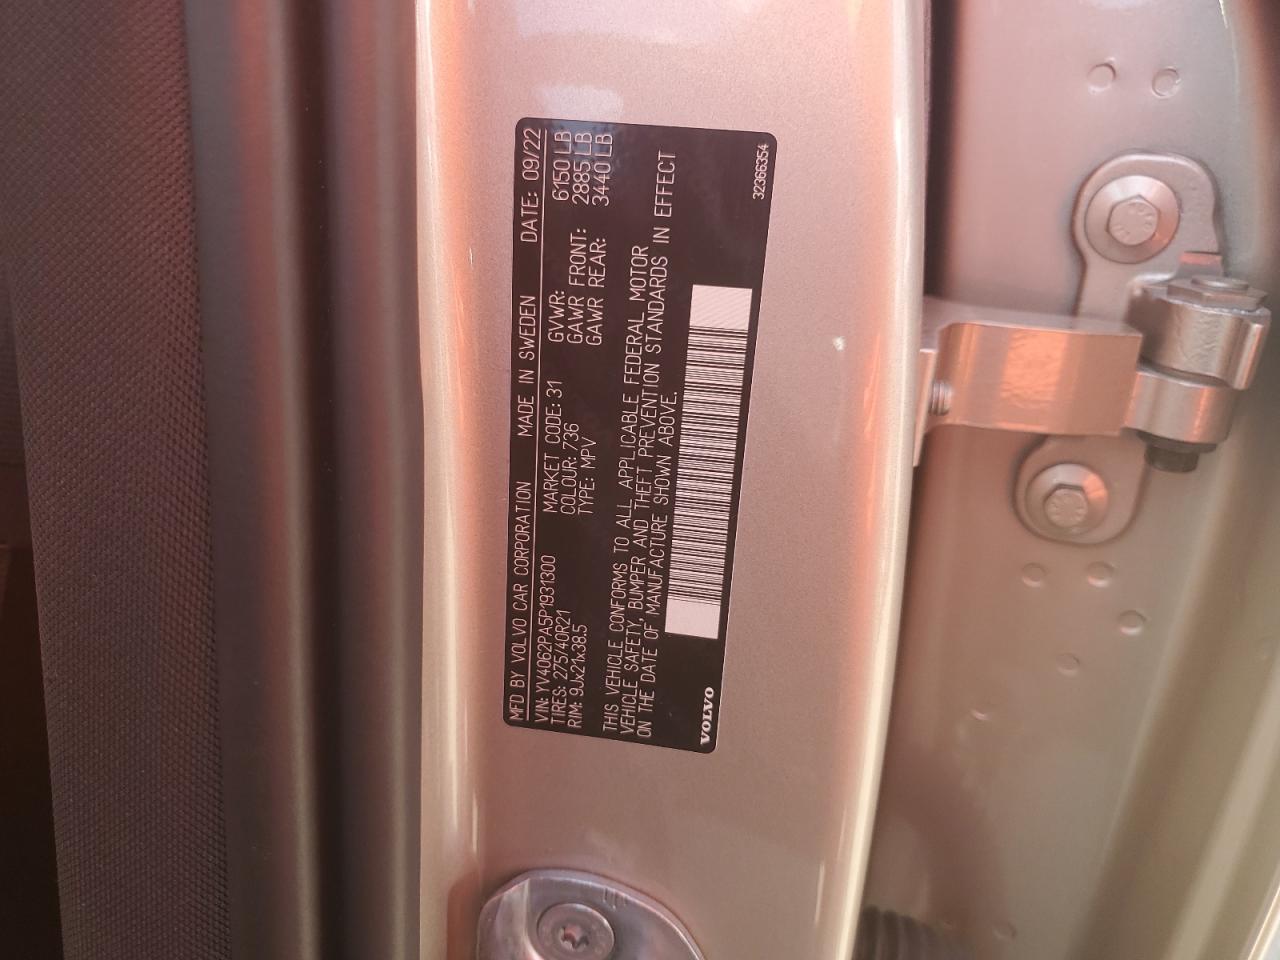 MFD BY VOLVO CAR CORPORATION MADE IN SWEDEN DATE: 09/22
VIN: YV4062PA5P1931300 MARKET CODE: 31 GVWR: 6150 LB
TIRES: 275/40R21 COLOUR: 736 GAWR FRONT: 2885 LB
RIM: 9Jx21x38.5 TYPE: MPV GAWR REAR: 3440 LB
THIS VEHICLE CONFORMS TO ALL APPLICABLE FEDERAL MOTOR
VEHICLE SAFETY, BUMPER AND THEFT PREVENTION STANDARDS IN EFFECT
ON THE DATE OF MANUFACTURE SHOWN ABOVE.
VOLVO 32366354